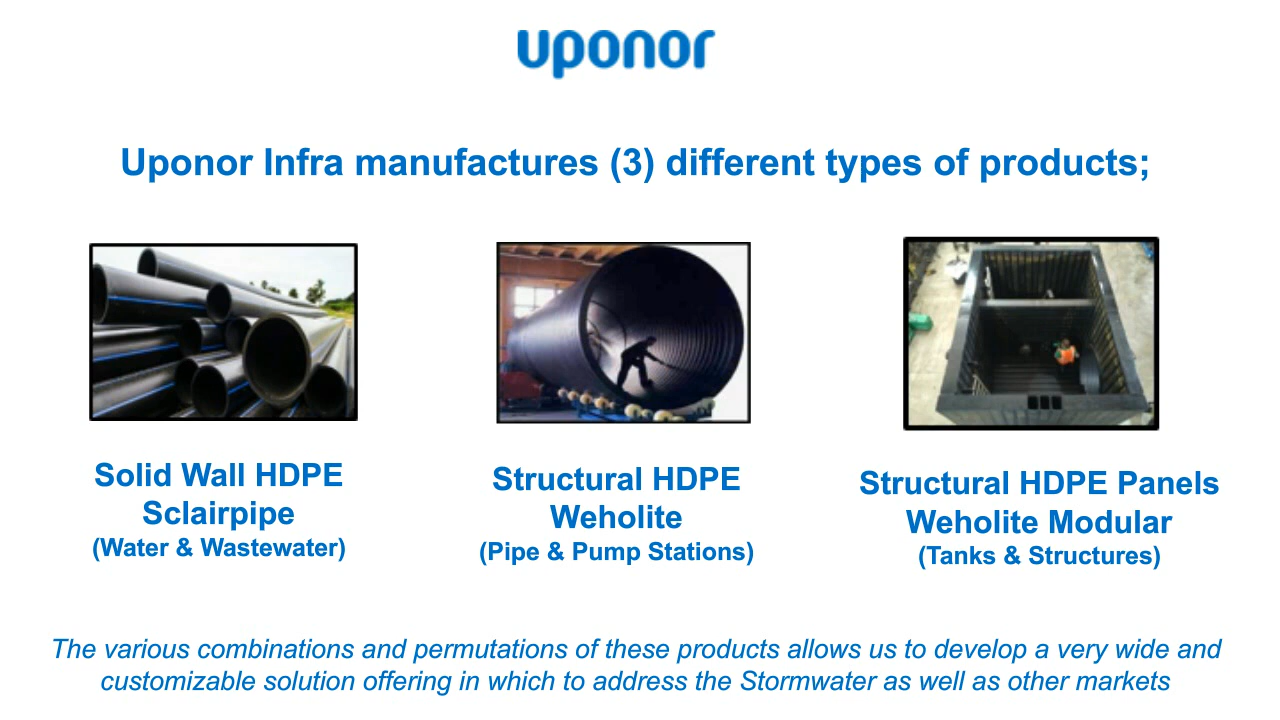 uponor
Uponor Infra manufactures (3) different types of products;
Solid Wall HDPE
Sclairpipe
(Water & Wastewater)
Structural HDPE
Weholite
(Pipe & Pump Stations)
Structural HDPE Panels
Weholite Modular
(Tanks & Structures)
The various combinations and permutations of these products allows us to develop a very wide and
customizable solution offering in which to address the Stormwater as well as other markets